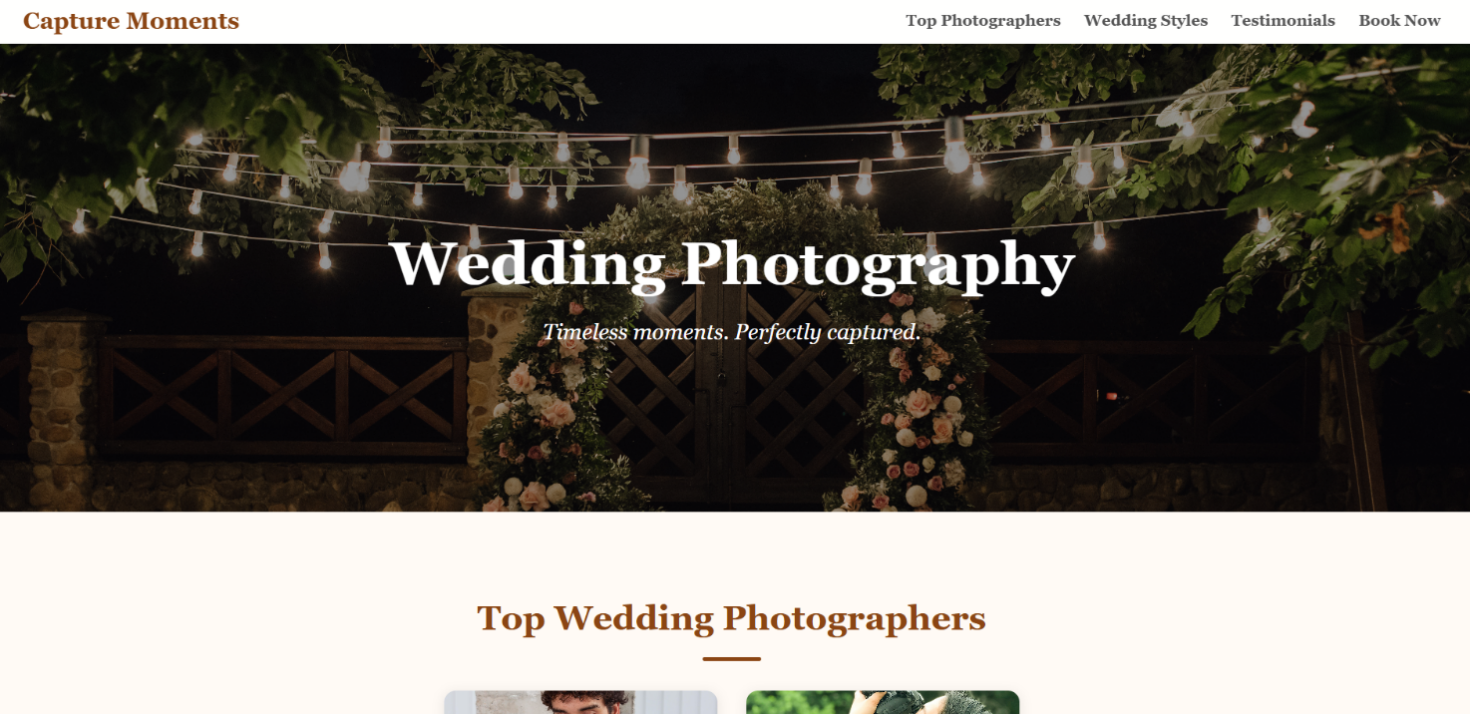 Capture Moments
Top Photographers Wedding Styles Testimonials Book Now
Wedding Photography
Timeless moments. Perfectly captured.
Top Wedding Photographers